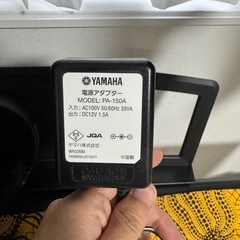 YAMAHA
電源アダプター
MODEL: PA-150A
入力：AC100V 50/60Hz 39VA
出力：DC12V 1.5A
JQA
ヤマハ株式会社
中国製